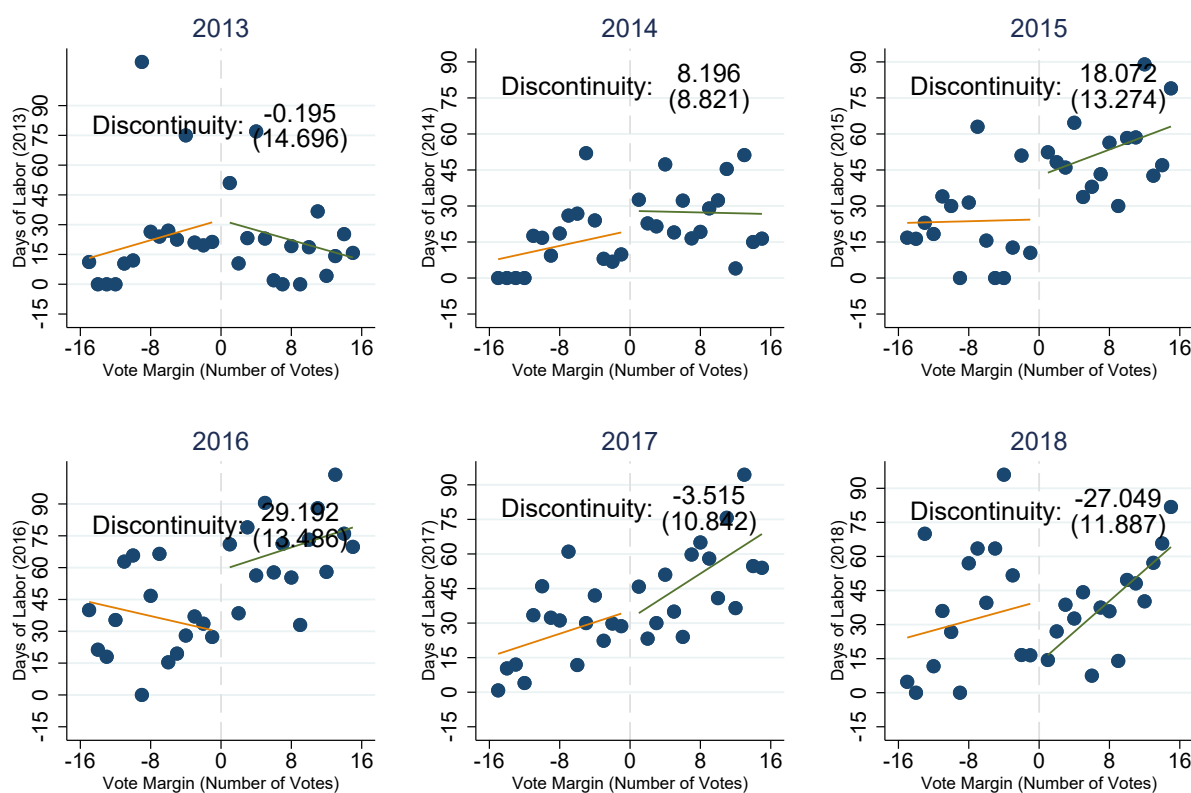 2013
Days of Labor (2013)
-15 0 15 30 45 60 75 90
Discontinuity: -0.195
(14.696)
-16 -8 0 8 16
Vote Margin (Number of Votes)
2014
Days of Labor (2014)
-15 0 15 30 45 60 75 90
Discontinuity: 8.196
(8.821)
-16 -8 0 8 16
Vote Margin (Number of Votes)
2015
Days of Labor (2015)
-15 0 15 30 45 60 75 90
Discontinuity: 18.072
(13.274)
-16 -8 0 8 16
Vote Margin (Number of Votes)
2016
Days of Labor (2016)
-15 0 15 30 45 60 75 90
Discontinuity: 29.192
(13.486)
-16 -8 0 8 16
Vote Margin (Number of Votes)
2017
Days of Labor (2017)
-15 0 15 30 45 60 75 90
Discontinuity: -3.515
(10.842)
-16 -8 0 8 16
Vote Margin (Number of Votes)
2018
Days of Labor (2018)
-15 0 15 30 45 60 75 90
Discontinuity: -27.049
(11.887)
-16 -8 0 8 16
Vote Margin (Number of Votes)